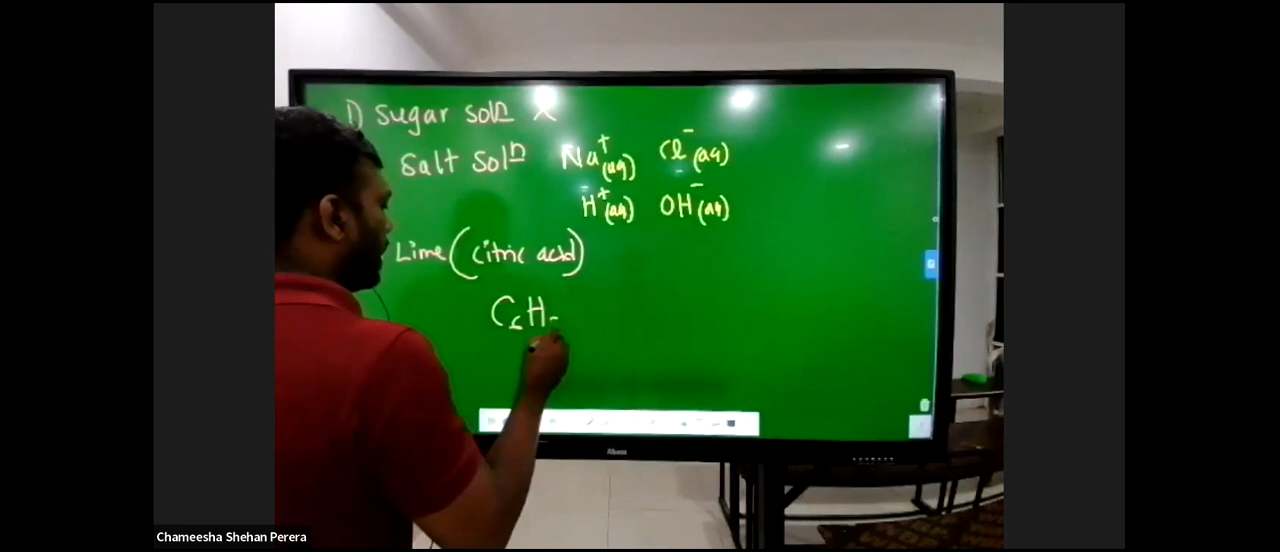 1) Sugar solⁿ X
Salt solⁿ Na⁺(aq) Cl⁻(aq)
H⁺(aq) OH⁻(aq)
Lime (Citric acid)
C₆H
Chameesha Shehan Perera